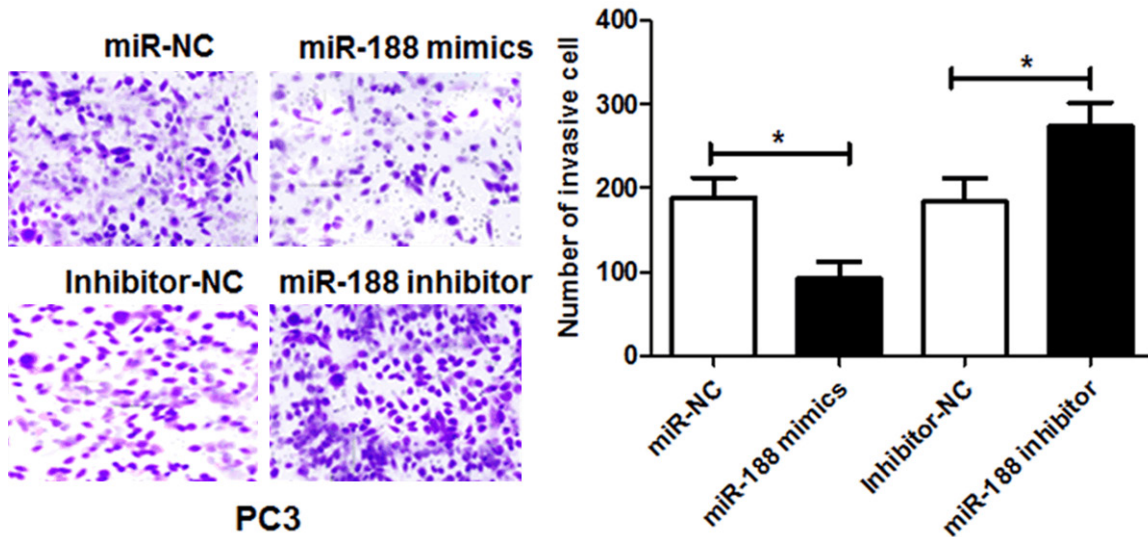 miR-NC miR-188 mimics
Inhibitor-NC miR-188 inhibitor
PC3
Number of invasive cell
400
300
200
100
0
*
*
miR-NC
miR-188 mimics
Inhibitor-NC
miR-188 inhibitor